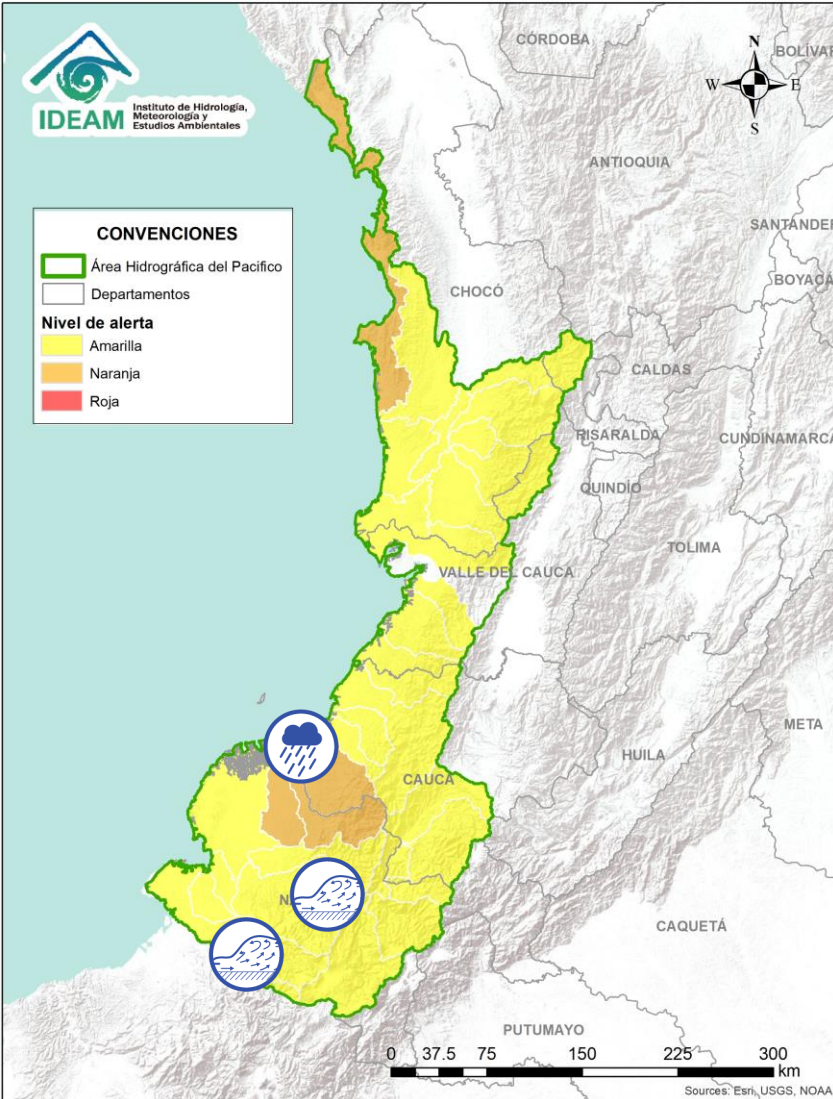 IDEAM
Instituto de Hidrología,
Meteorología y
Estudios Ambientales
CÓRDOBA
BOLÍVAR
N
W
E
S
ANTIOQUIA
SANTANDER
BOYACÁ
CONVENCIONES
Área Hidrográfica del Pacifico
Departamentos
Nivel de alerta
Amarilla
Naranja
Roja
CHOCÓ
CALDAS
RISARALDA
CUNDINAMARCA
QUINDÍO
TOLIMA
VALLE DEL CAUCA
META
HUILA
CAUCA
N
CAQUETÁ
PUTUMAYO
0 37.5 75 150 225 300
km
Sources: Esri, USGS, NOAA